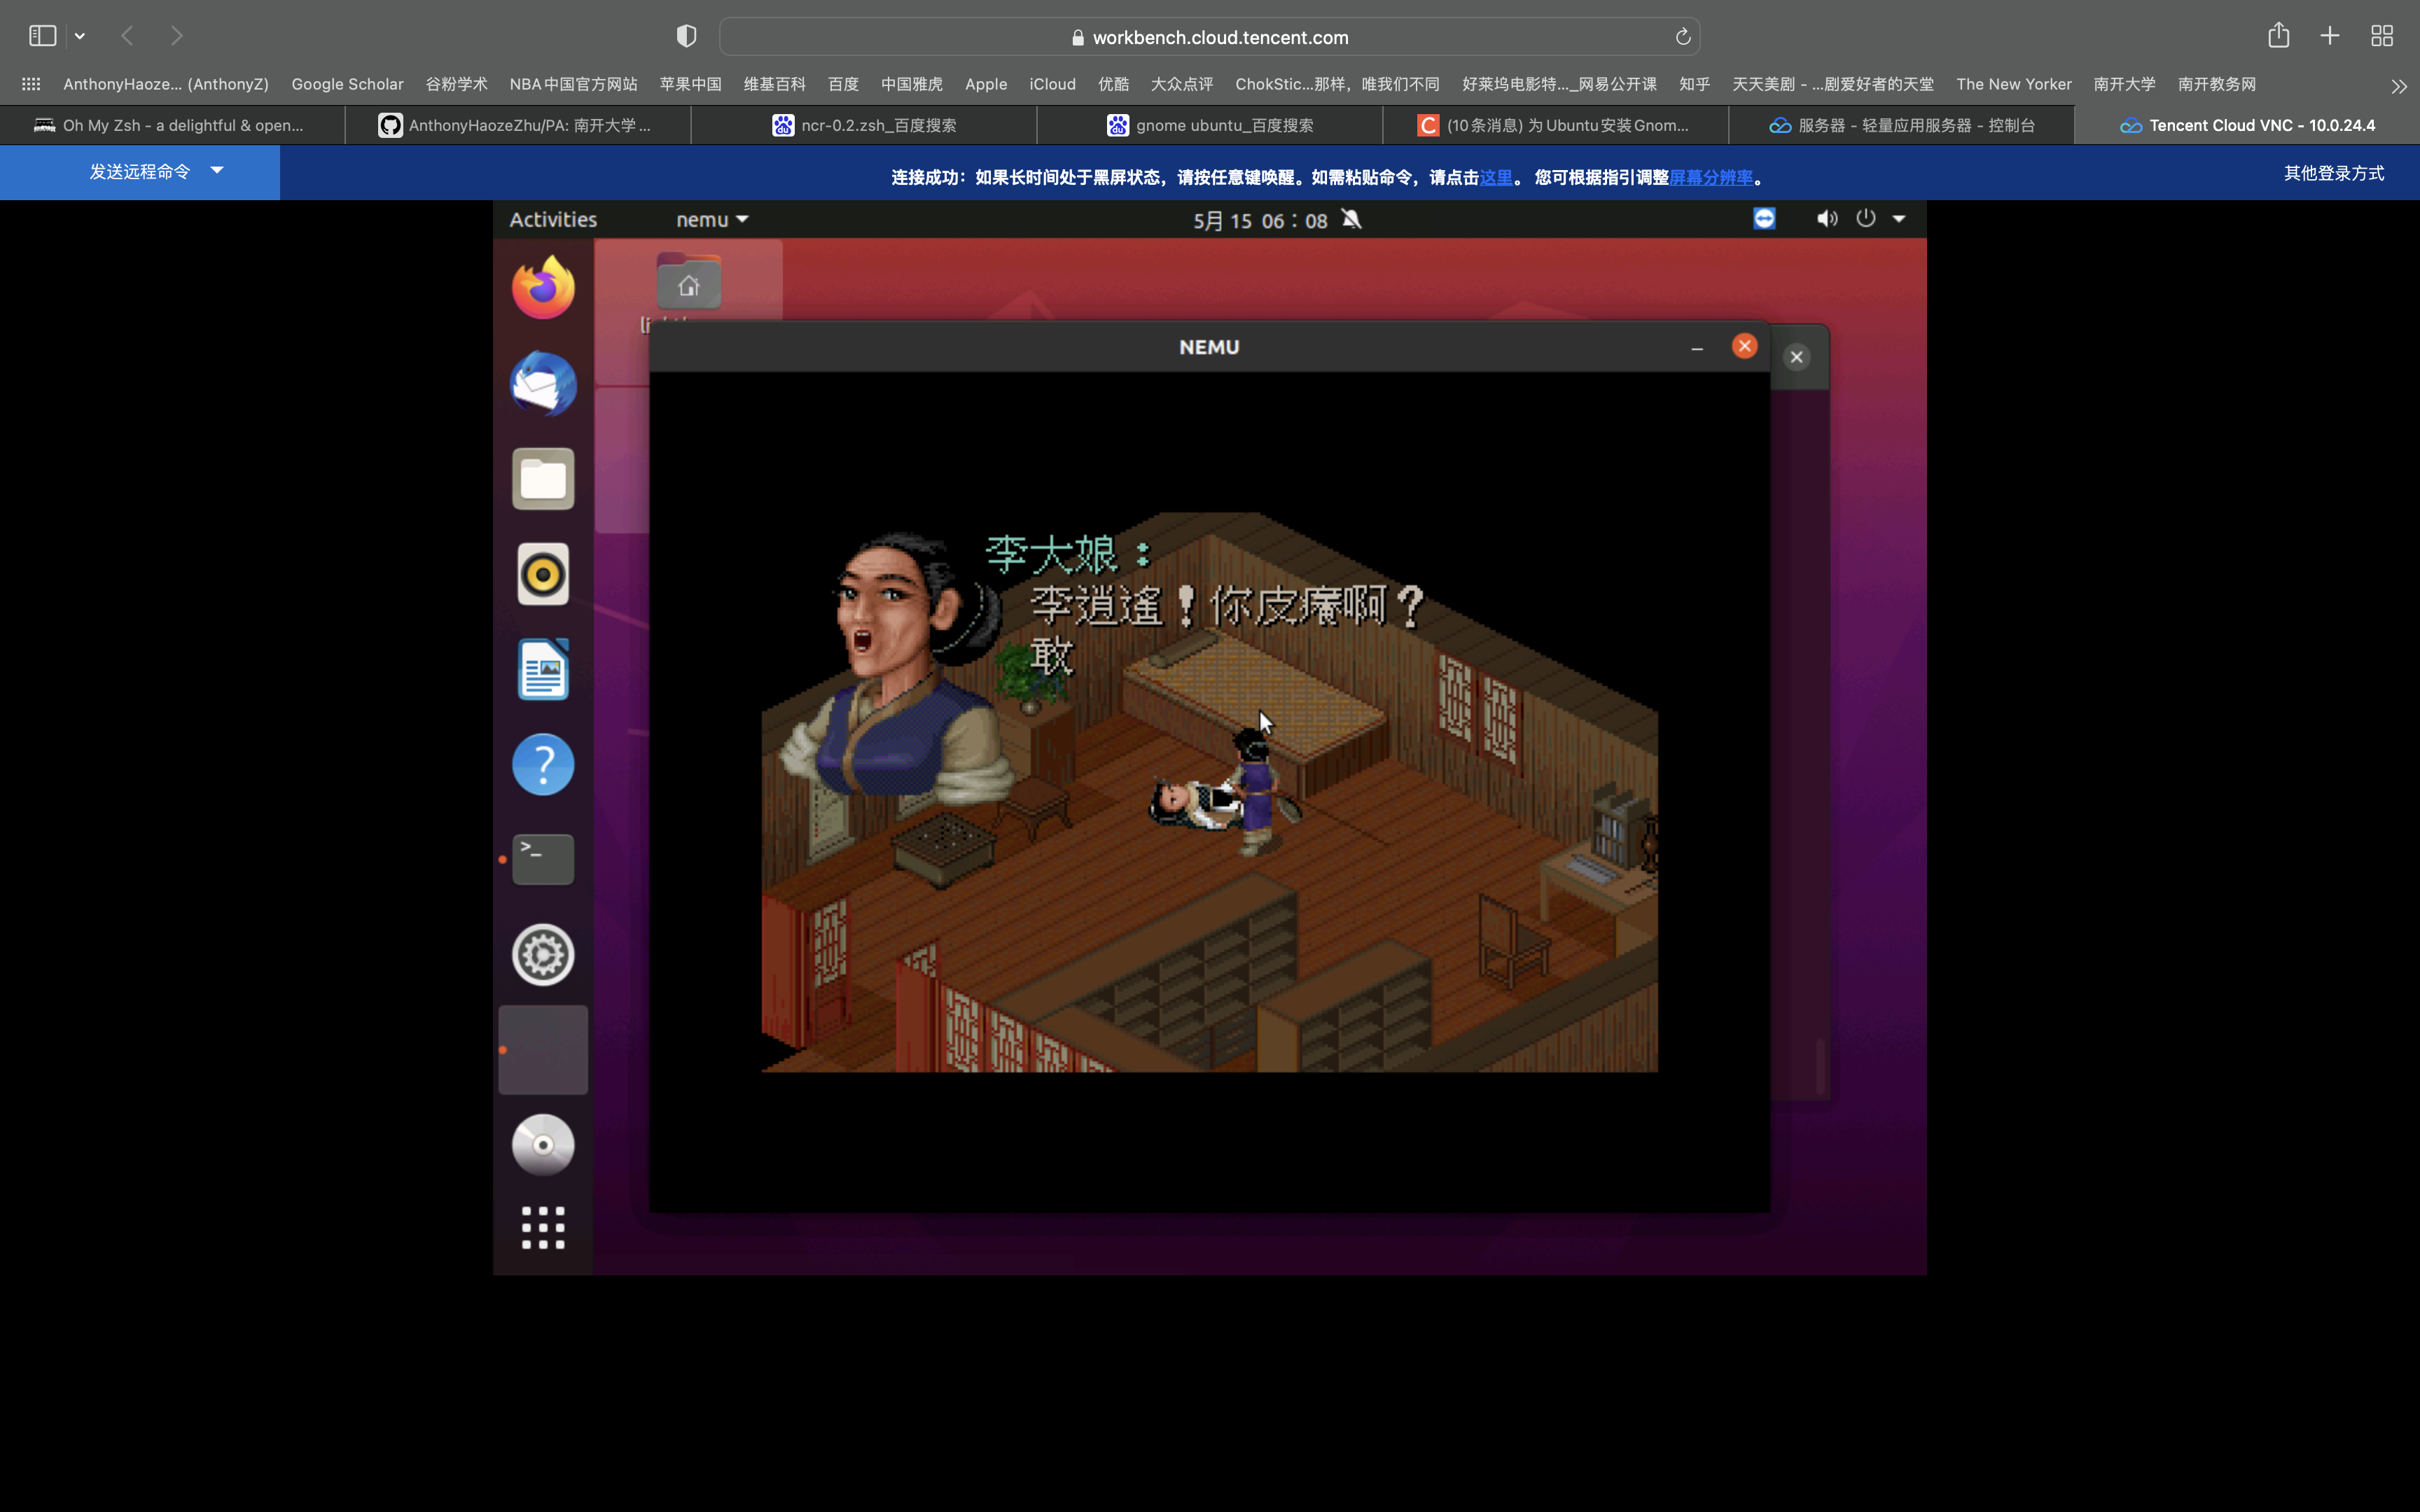 workbench.cloud.tencent.com
AnthonyHaoze... (AnthonyZ) Google Scholar 谷粉学术 NBA中国官方网站 苹果中国 维基百科 百度 中国雅虎 Apple iCloud 优酷 大众点评 ChokStic...那样，唯我们不同 好莱坞电影特..._网易公开课 知乎 天天美剧 - ...剧爱好者的天堂 The New Yorker 南开大学 南开教务网
Oh My Zsh - a delightful & open... AnthonyHaozeZhu/PA: 南开大学... ncr-0.2.zsh_百度搜索 gnome ubuntu_百度搜索 (10条消息) 为Ubuntu安装Gnom... 服务器 - 轻量应用服务器 - 控制台 Tencent Cloud VNC - 10.0.24.4
发送远程命令 连接成功：如果长时间处于黑屏状态，请按任意键唤醒。如需粘贴命令，请点击这里。 您可根据指引调整屏幕分辨率。 其他登录方式
Activities nemu 5月 15 06：08
NEMU
李大娘：
李逍遙！你皮癢啊？
敢